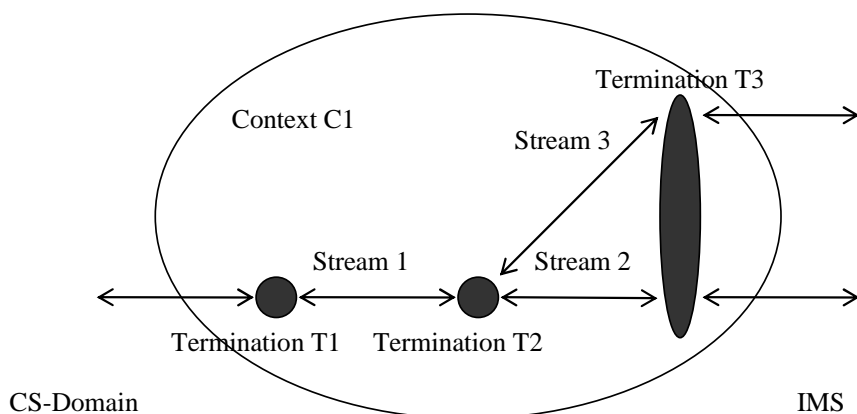 Termination T3
Context C1
Stream 3
Stream 1
Stream 2
Termination T1
Termination T2
CS-Domain
IMS